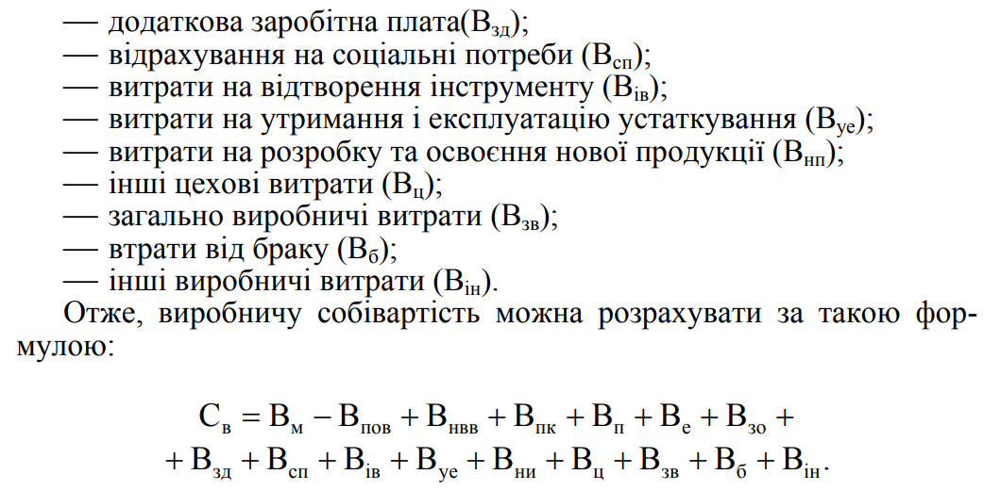 — додаткова заробітна плата(Взд);
— відрахування на соціальні потреби (Всп);
— витрати на відтворення інструменту (Вів);
— витрати на утримання і експлуатацію устаткування (Вуе);
— витрати на розробку та освоєння нової продукції (Внп);
— інші цехові витрати (Вц);
— загально виробничі витрати (Взв);
— втрати від браку (Вб);
— інші виробничі витрати (Він).
Отже, виробничу собівартість можна розрахувати за такою фор-
мулою:
Св = Вм − Впов + Внвв + Впк + Вп + Ве + Взо +
+ Взд + Всп + Вів + Вуе + Вни + Вц + Взв + Вб + Він.